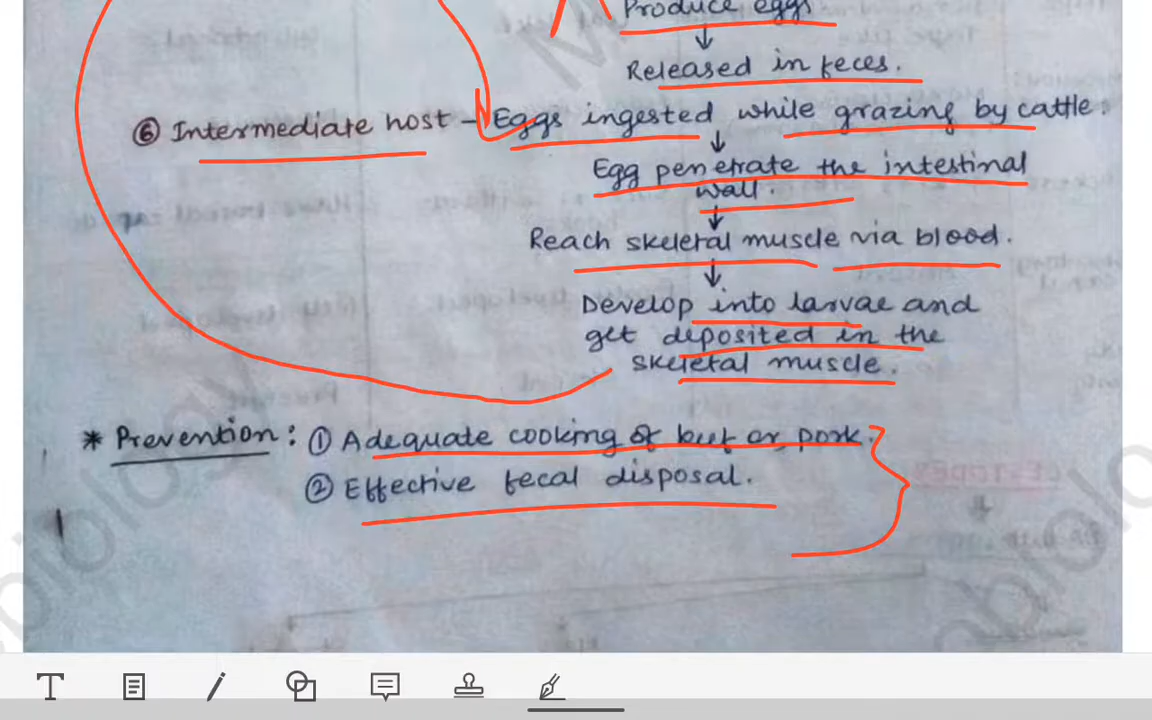 Produce eggs
↓
Released in feces.
⑥ Intermediate host - Eggs ingested while grazing by cattle.
↓
Egg penetrate the intestinal
wall.
↓
Reach skeletal muscle via blood.
↓
Develop into larvae and
get deposited in the
skeletal muscle.
* Prevention: ① Adequate cooking of beef or pork.
② Effective fecal disposal.